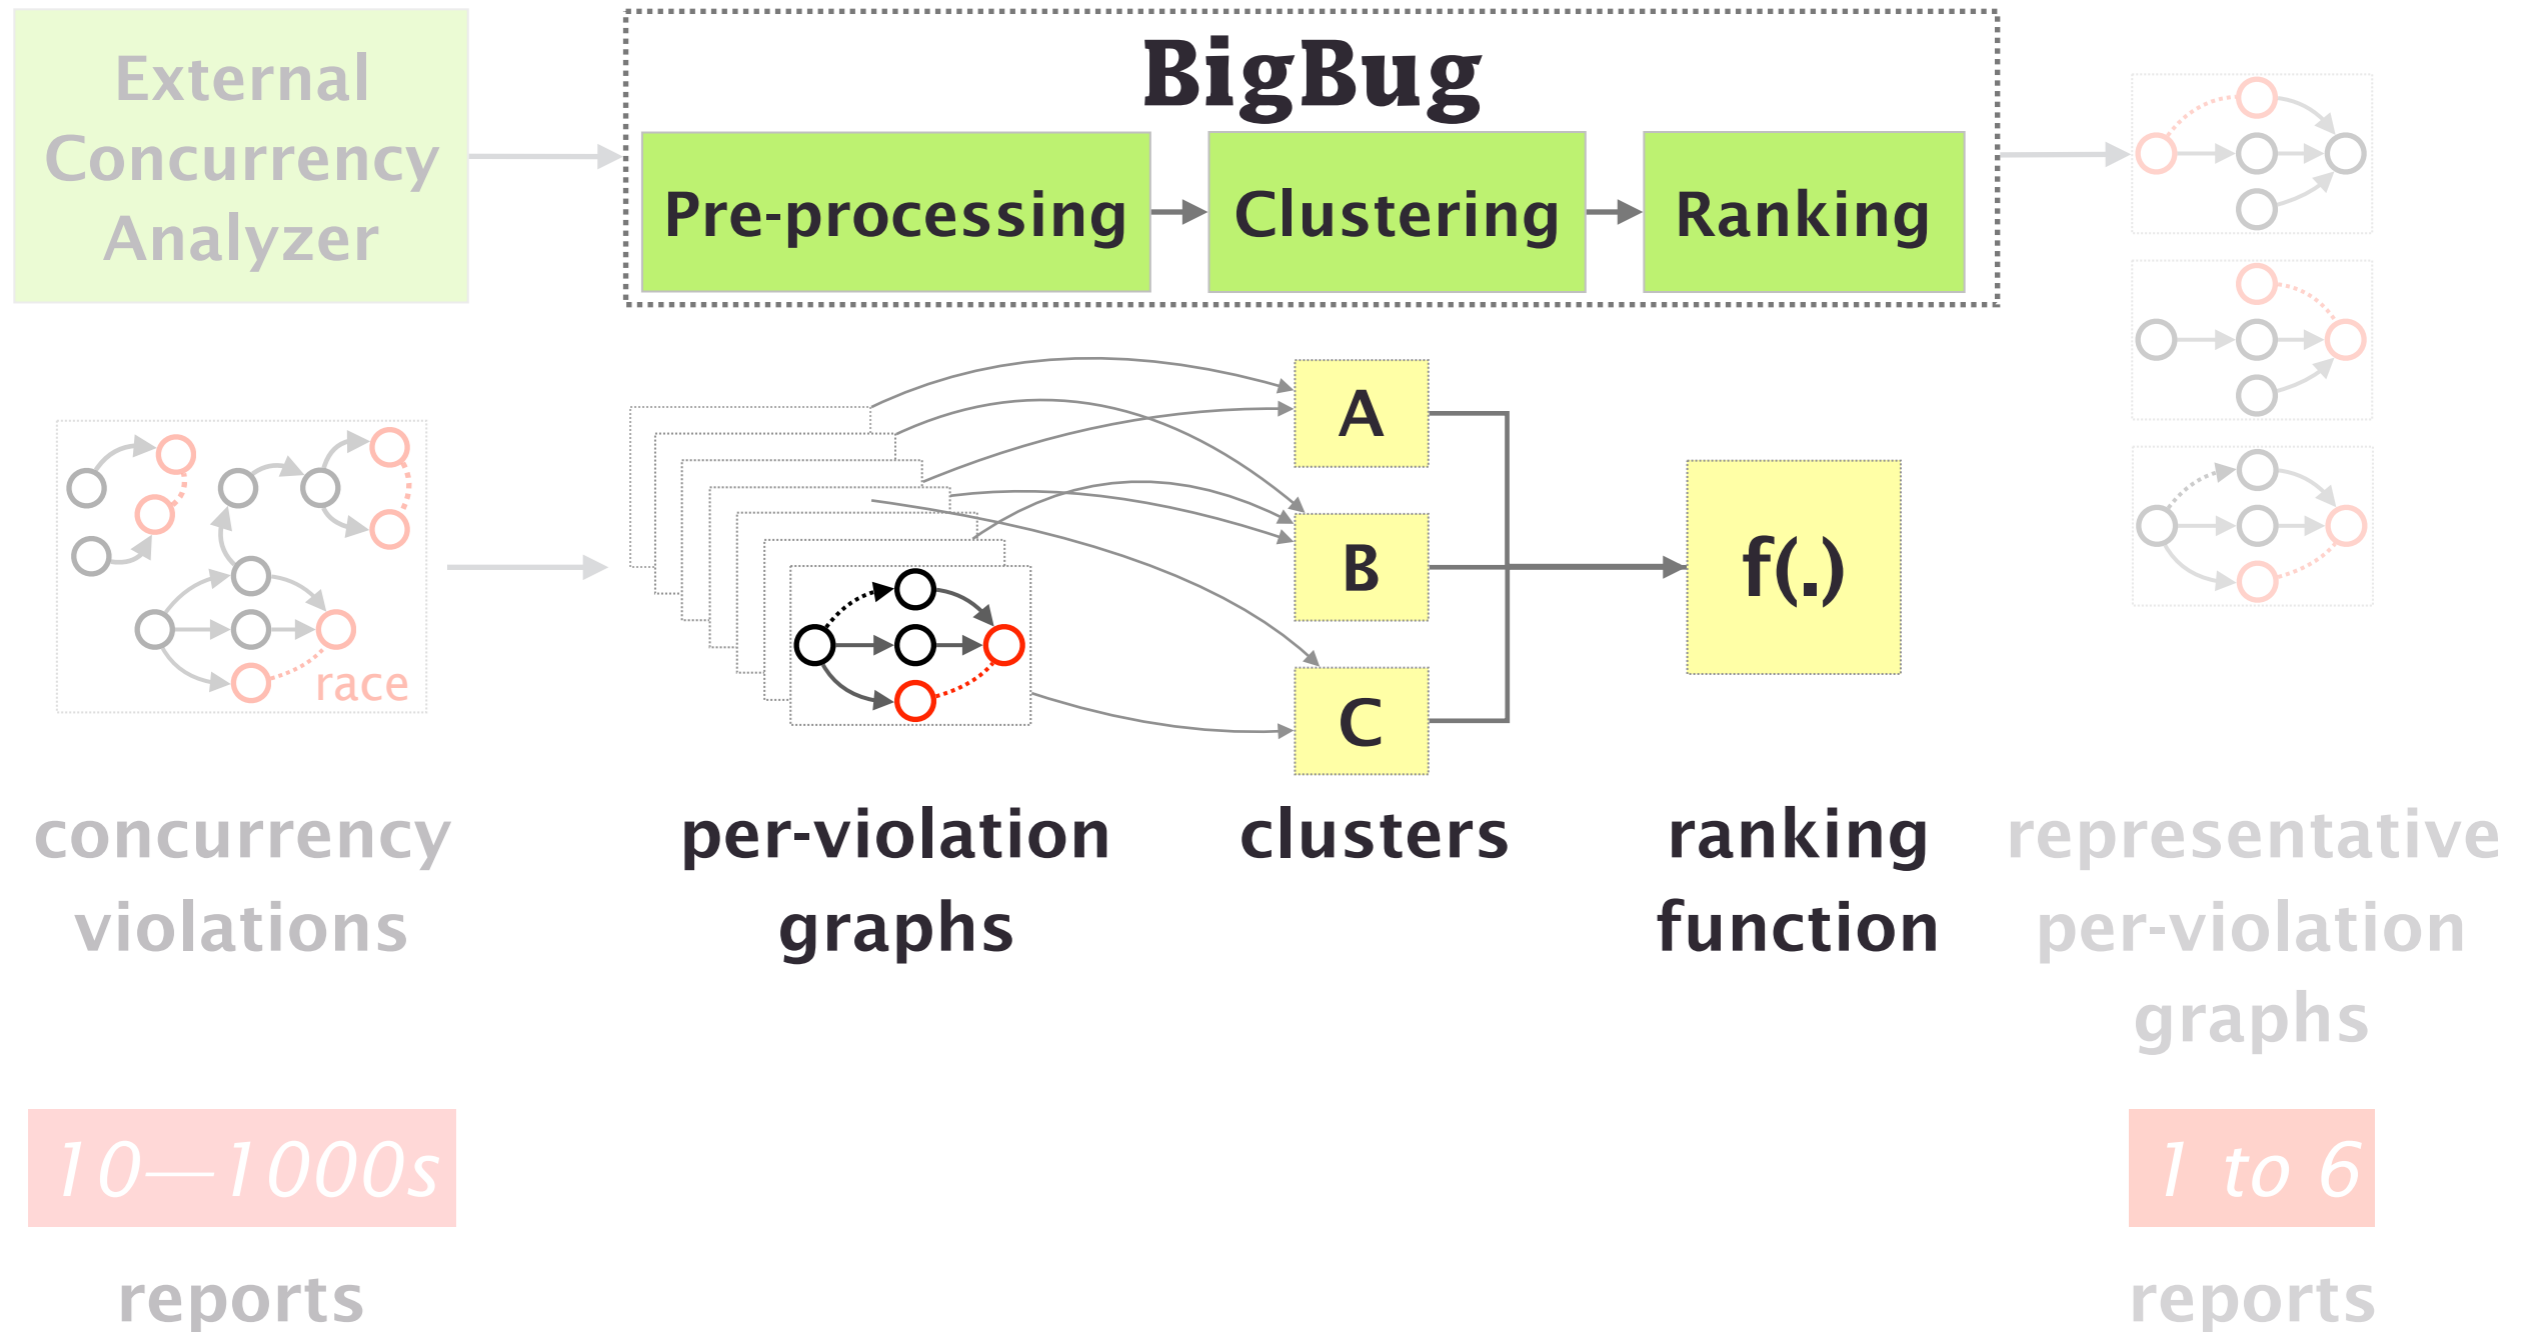 External
Concurrency
Analyzer
BigBug
Pre-processing
Clustering
Ranking
race
A
B
C
f(.)
concurrency
violations
per-violation
graphs
clusters
ranking
function
representative
per-violation
graphs
10—1000s
reports
1 to 6
reports